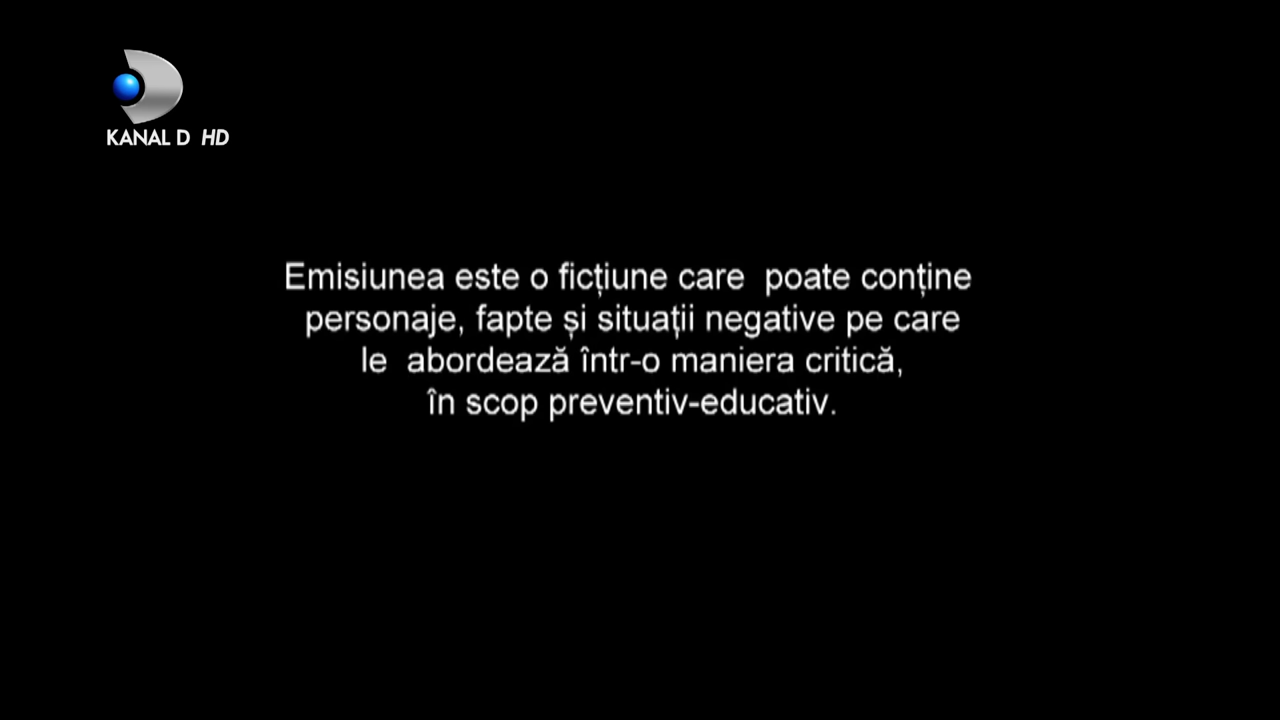 KANAL D HD
Emisiunea este o ficțiune care poate conține
personaje, fapte și situații negative pe care
le abordează într-o maniera critică,
în scop preventiv-educativ.